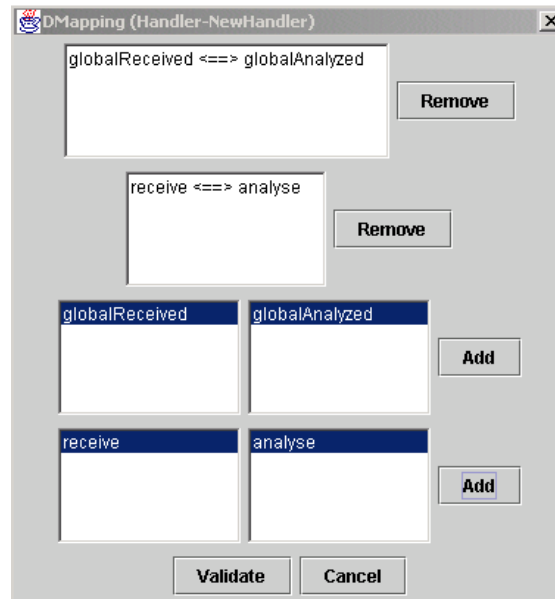 DMapping (Handler-NewHandler)
globalReceived <==> globalAnalyzed
Remove
receive <==> analyse
Remove
globalReceived globalAnalyzed
Add
receive analyse
Add
Validate Cancel